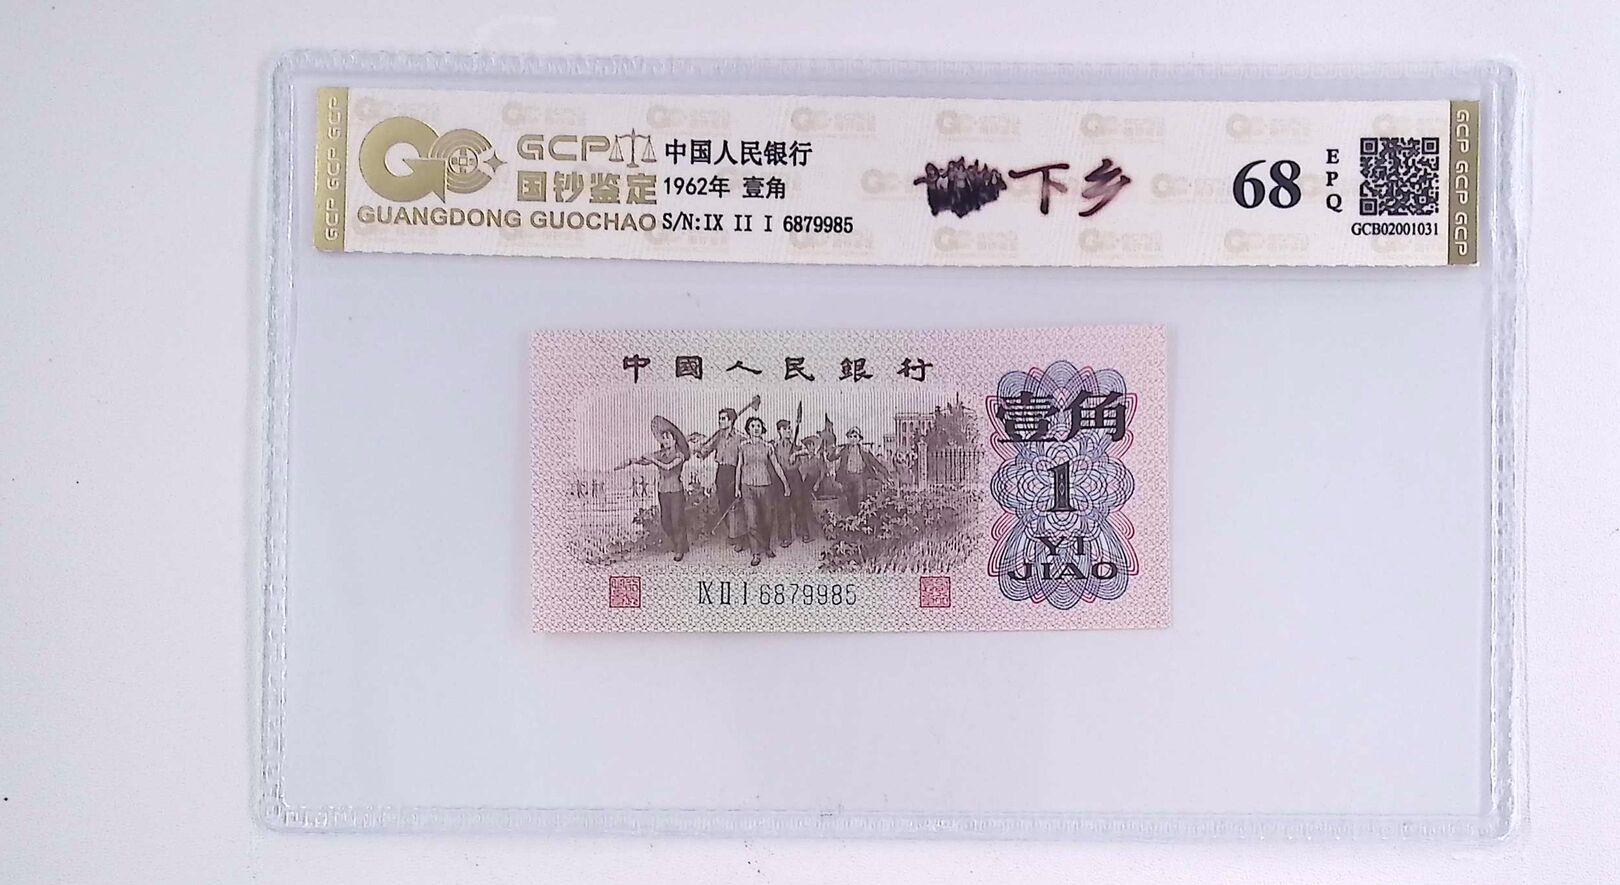 GCP GCP GCP
GCP
国钞鉴定
GUANGDONG GUOCHAO
中国人民银行
1962年 壹角
S/N:IX II I 6879985
下乡
68
EPQ
GCB02001031
GCP GCP GCP
中國人民銀行
壹角
1
YI
JIAO
IX II I 6879985